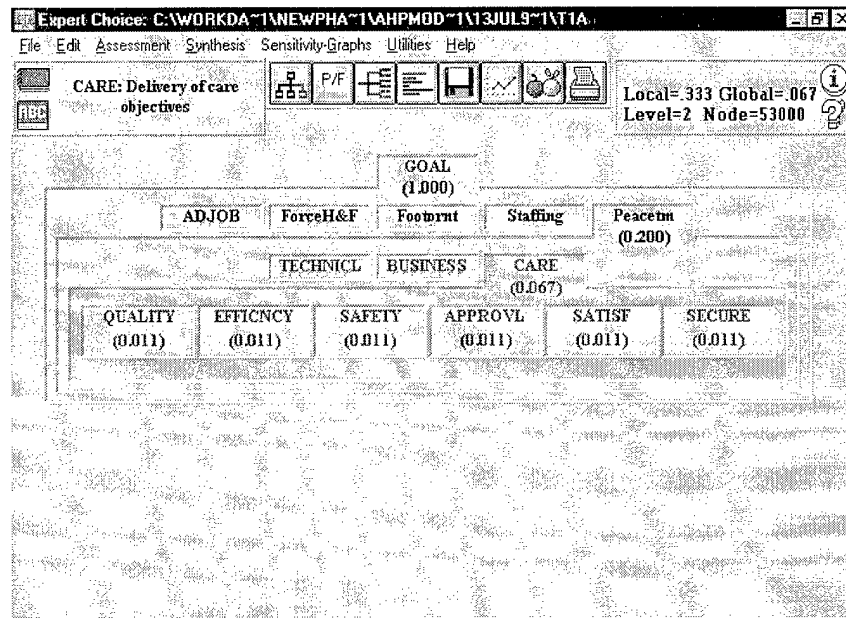 Expert Choice: C:\WORKDA~1\NEWPHA~1\AHPMOD~1\13JUL9~1\T1A
File Edit Assessment Synthesis Sensitivity-Graphs Utilities Help
CARE: Delivery of care
objectives
ABC
P/F
Local=.333 Global=.067
Level=2 Node=53000
GOAL
(1.000)
ADJOB ForceH&F Footprnt Staffing Peacetm
(0.200)
TECHNICL BUSINESS CARE
(0.067)
QUALITY EFFICNCY SAFETY APPROVL SATISF SECURE
(0.011) (0.011) (0.011) (0.011) (0.011) (0.011)